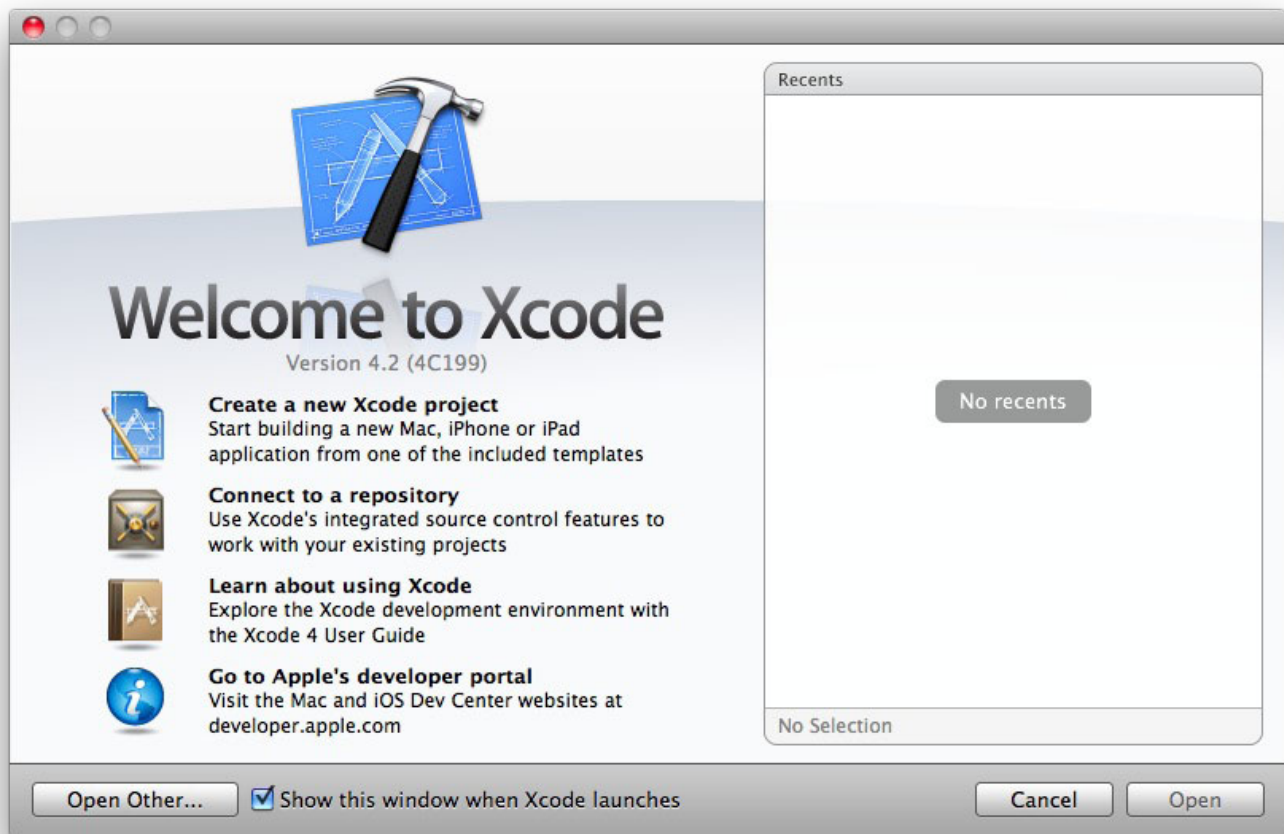 Welcome to Xcode
Version 4.2 (4C199)
Create a new Xcode project
Start building a new Mac, iPhone or iPad
application from one of the included templates
Connect to a repository
Use Xcode's integrated source control features to
work with your existing projects
Learn about using Xcode
Explore the Xcode development environment with
the Xcode 4 User Guide
Go to Apple's developer portal
Visit the Mac and iOS Dev Center websites at
developer.apple.com
Recents
No recents
No Selection
Open Other...
Show this window when Xcode launches
Cancel
Open